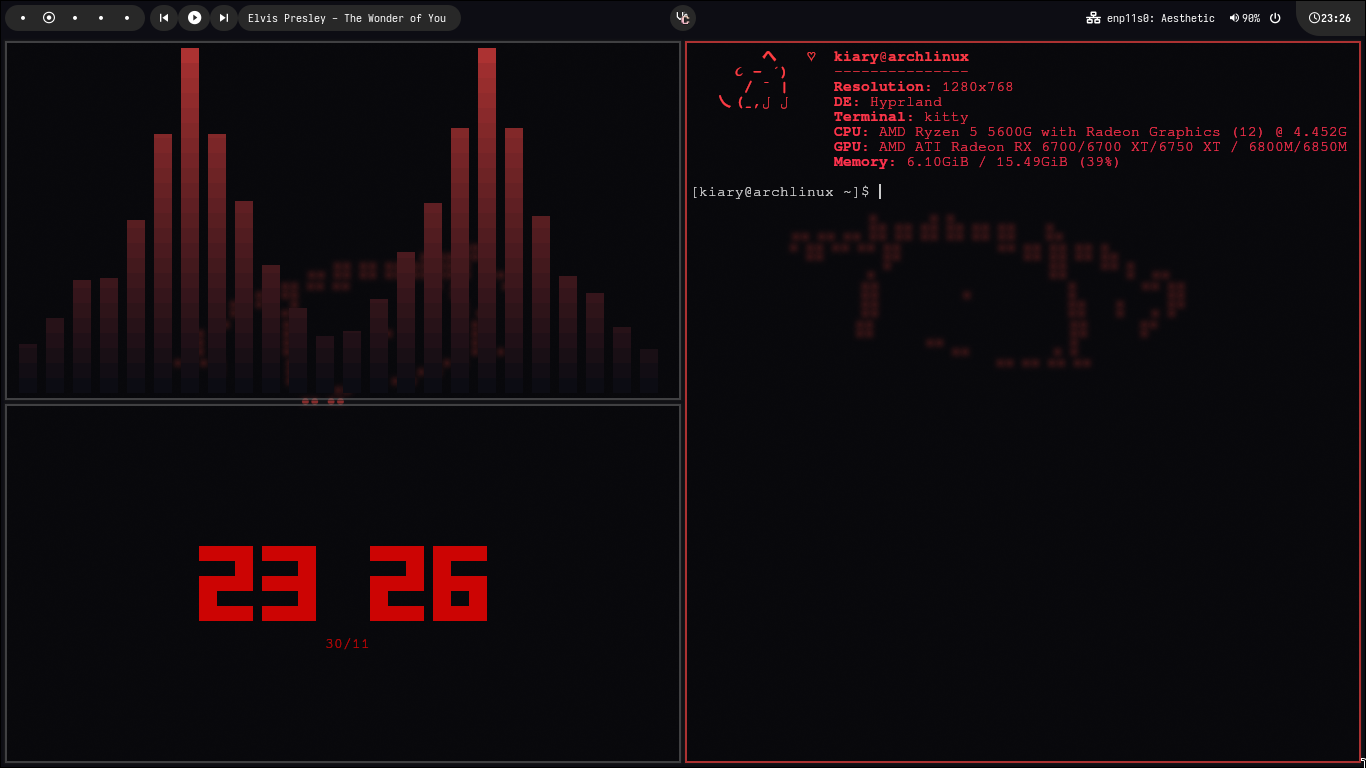 Elvis Presley – The Wonder of You
enp11s0: Aesthetic
90%
23:26
kiary@archlinux
---------------
Resolution: 1280x768
DE: Hyprland
Terminal: kitty
CPU: AMD Ryzen 5 5600G with Radeon Graphics (12) @ 4.452G
GPU: AMD ATI Radeon RX 6700/6700 XT/6750 XT / 6800M/6850M
Memory: 6.10GiB / 15.49GiB (39%)
[kiary@archlinux ~]$
23 26
30/11